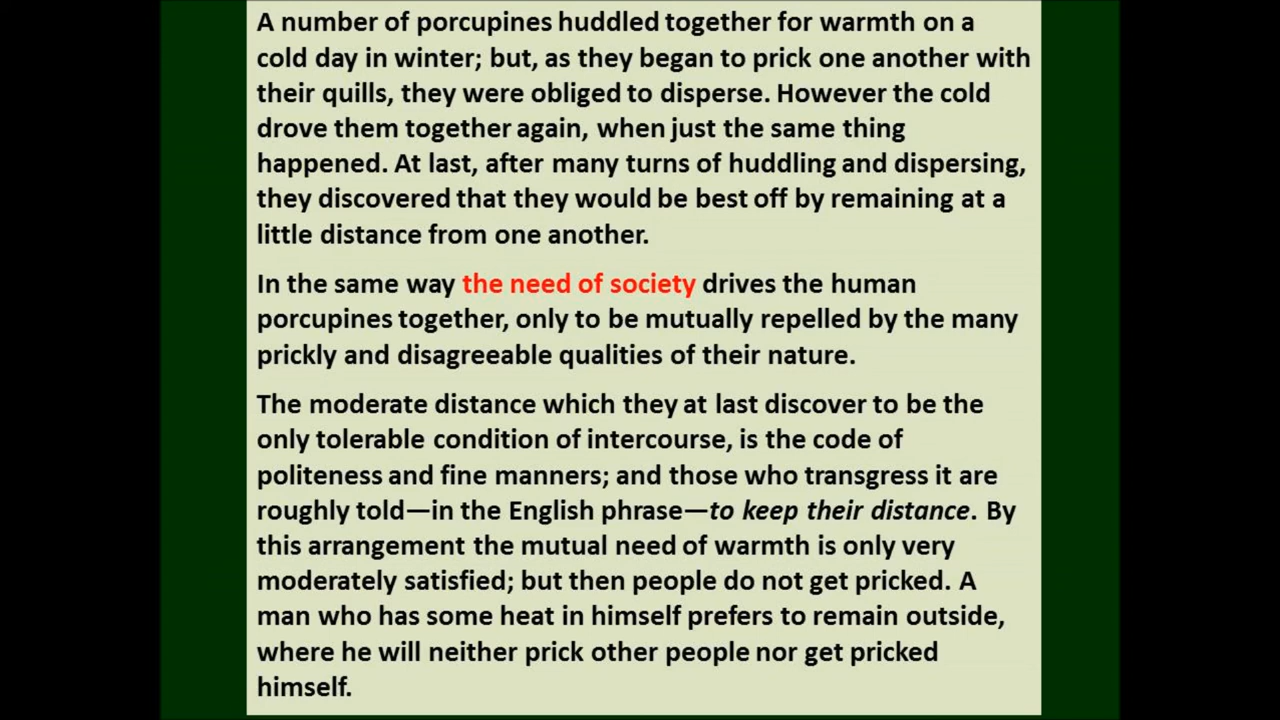 A number of porcupines huddled together for warmth on a
cold day in winter; but, as they began to prick one another with
their quills, they were obliged to disperse. However the cold
drove them together again, when just the same thing
happened. At last, after many turns of huddling and dispersing,
they discovered that they would be best off by remaining at a
little distance from one another.
In the same way the need of society drives the human
porcupines together, only to be mutually repelled by the many
prickly and disagreeable qualities of their nature.
The moderate distance which they at last discover to be the
only tolerable condition of intercourse, is the code of
politeness and fine manners; and those who transgress it are
roughly told—in the English phrase—to keep their distance. By
this arrangement the mutual need of warmth is only very
moderately satisfied; but then people do not get pricked. A
man who has some heat in himself prefers to remain outside,
where he will neither prick other people nor get pricked
himself.